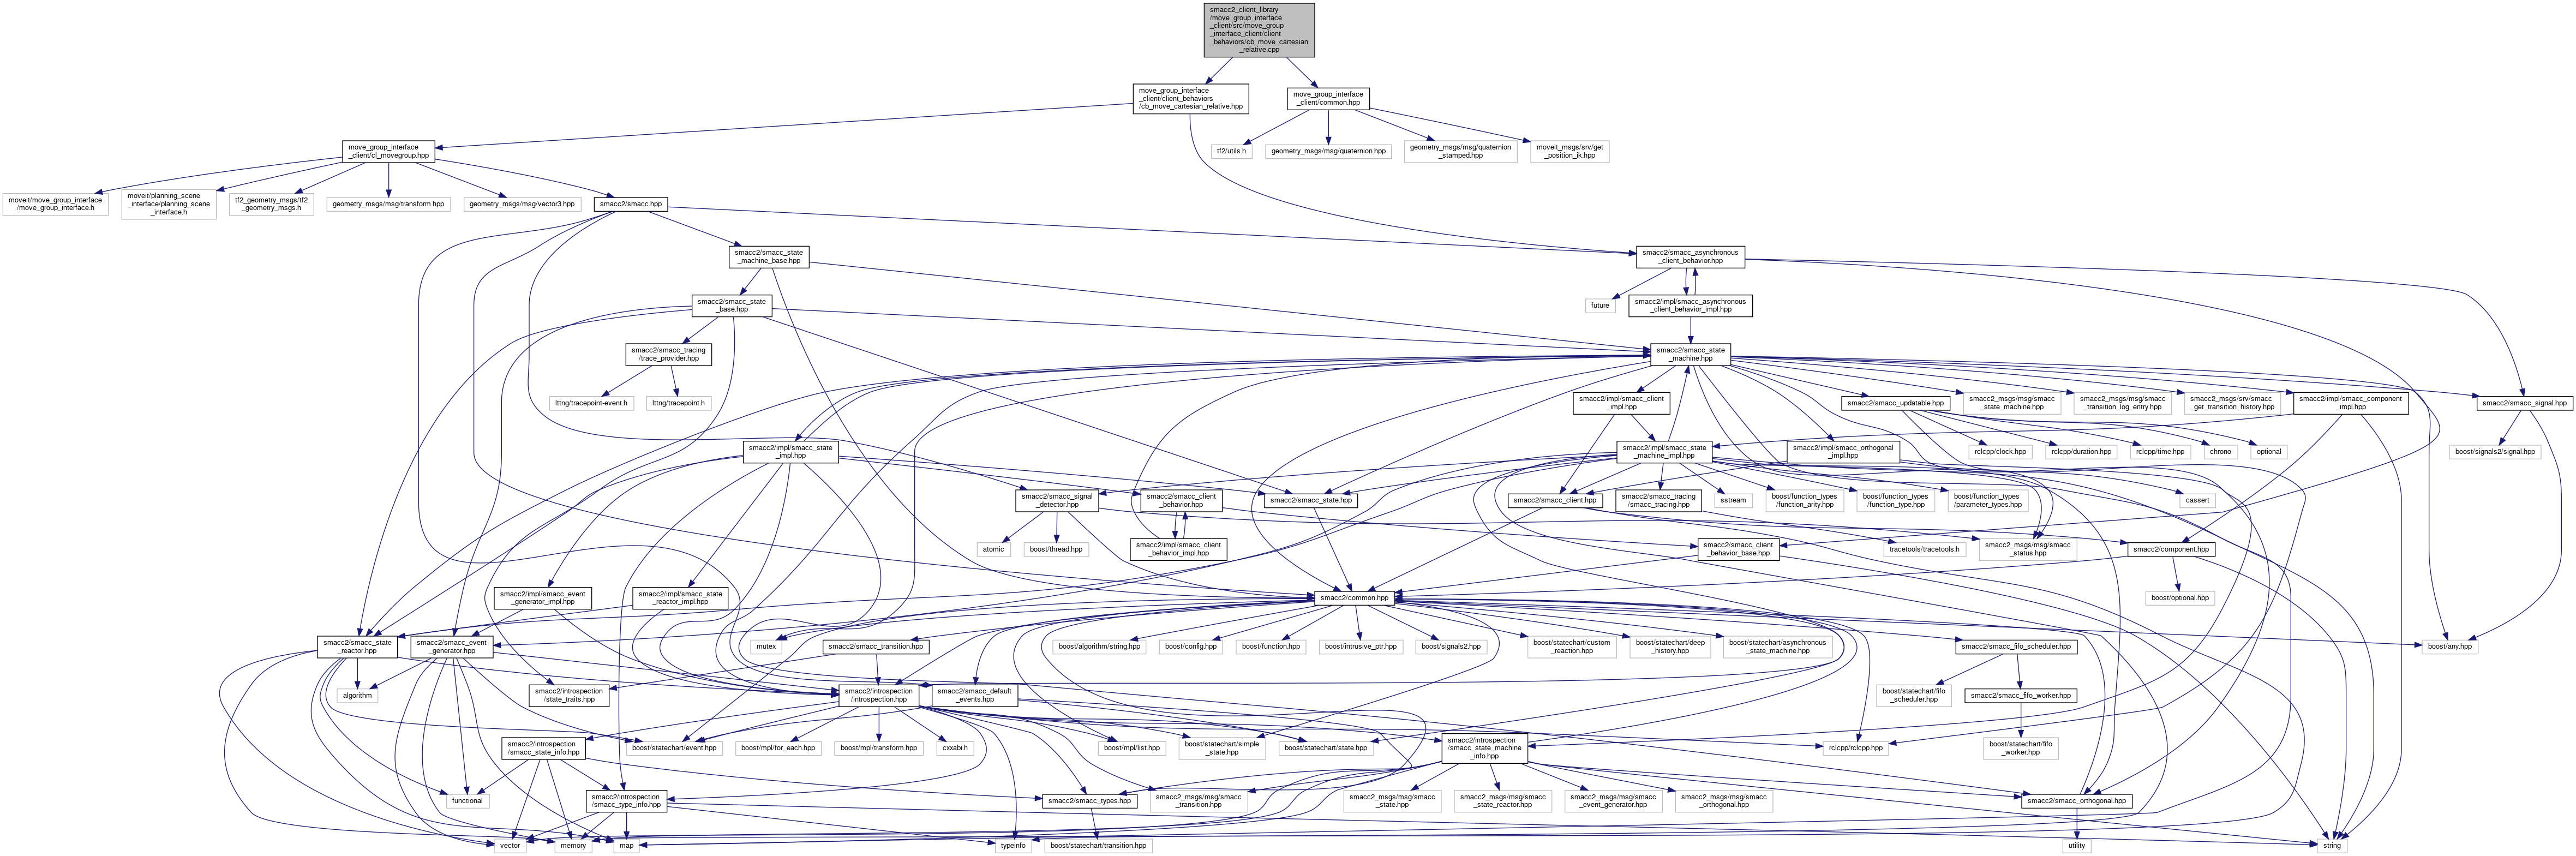 smacc2_client_library
/move_group_interface
_client/src/move_group
_interface_client/client
_behaviors/cb_move_cartesian
_relative.cpp
move_group_interface
_client/client_behaviors
/cb_move_cartesian_relative.hpp
move_group_interface
_client/common.hpp
move_group_interface
_client/cl_movegroup.hpp
tf2/utils.h
geometry_msgs/msg/quaternion.hpp
geometry_msgs/msg/quaternion
_stamped.hpp
moveit_msgs/srv/get
_position_ik.hpp
moveit/move_group_interface
/move_group_interface.h
moveit/planning_scene
_interface/planning_scene
_interface.h
tf2_geometry_msgs/tf2
_geometry_msgs.h
geometry_msgs/msg/transform.hpp
geometry_msgs/msg/vector3.hpp
smacc2/smacc.hpp
smacc2/smacc_state
_machine_base.hpp
smacc2/smacc_asynchronous
_client_behavior.hpp
smacc2/smacc_state
_base.hpp
future
smacc2/impl/smacc_asynchronous
_client_behavior_impl.hpp
smacc2/smacc_tracing
/trace_provider.hpp
smacc2/smacc_state
_machine.hpp
lttng/tracepoint-event.h
lttng/tracepoint.h
smacc2/impl/smacc_client
_impl.hpp
smacc2/smacc_updatable.hpp
smacc2_msgs/msg/smacc
_state_machine.hpp
smacc2_msgs/msg/smacc
_transition_log_entry.hpp
smacc2_msgs/srv/smacc
_get_transition_history.hpp
smacc2/impl/smacc_component
_impl.hpp
smacc2/smacc_signal.hpp
smacc2/impl/smacc_state
_impl.hpp
smacc2/impl/smacc_state
_machine_impl.hpp
smacc2/impl/smacc_orthogonal
_impl.hpp
rclcpp/clock.hpp
rclcpp/duration.hpp
rclcpp/time.hpp
chrono
optional
boost/signals2/signal.hpp
smacc2/smacc_signal
_detector.hpp
smacc2/smacc_client
_behavior.hpp
smacc2/smacc_state.hpp
smacc2/smacc_client.hpp
smacc2/smacc_tracing
/smacc_tracing.hpp
sstream
boost/function_types
/function_arity.hpp
boost/function_types
/function_type.hpp
boost/function_types
/parameter_types.hpp
cassert
atomic
boost/thread.hpp
smacc2/impl/smacc_client
_behavior_impl.hpp
smacc2/smacc_client
_behavior_base.hpp
tracetools/tracetools.h
smacc2_msgs/msg/smacc
_status.hpp
smacc2/component.hpp
smacc2/impl/smacc_event
_generator_impl.hpp
smacc2/impl/smacc_state
_reactor_impl.hpp
smacc2/common.hpp
boost/optional.hpp
smacc2/smacc_state
_reactor.hpp
smacc2/smacc_event
_generator.hpp
mutex
smacc2/smacc_transition.hpp
boost/algorithm/string.hpp
boost/config.hpp
boost/function.hpp
boost/intrusive_ptr.hpp
boost/signals2.hpp
boost/statechart/custom
_reaction.hpp
boost/statechart/deep
_history.hpp
boost/statechart/asynchronous
_state_machine.hpp
smacc2/smacc_fifo_scheduler.hpp
boost/any.hpp
algorithm
smacc2/introspection
/state_traits.hpp
smacc2/introspection
/introspection.hpp
smacc2/smacc_default
_events.hpp
boost/statechart/fifo
_scheduler.hpp
smacc2/smacc_fifo_worker.hpp
smacc2/introspection
/smacc_state_info.hpp
boost/statechart/event.hpp
boost/mpl/for_each.hpp
boost/mpl/transform.hpp
cxxabi.h
boost/mpl/list.hpp
boost/statechart/simple
_state.hpp
boost/statechart/state.hpp
smacc2/introspection
/smacc_state_machine
_info.hpp
rclcpp/rclcpp.hpp
boost/statechart/fifo
_worker.hpp
functional
smacc2/introspection
/smacc_type_info.hpp
smacc2/smacc_types.hpp
smacc2_msgs/msg/smacc
_transition.hpp
smacc2_msgs/msg/smacc
_state.hpp
smacc2_msgs/msg/smacc
_state_reactor.hpp
smacc2_msgs/msg/smacc
_event_generator.hpp
smacc2_msgs/msg/smacc
_orthogonal.hpp
smacc2/smacc_orthogonal.hpp
vector
memory
map
typeinfo
boost/statechart/transition.hpp
utility
string